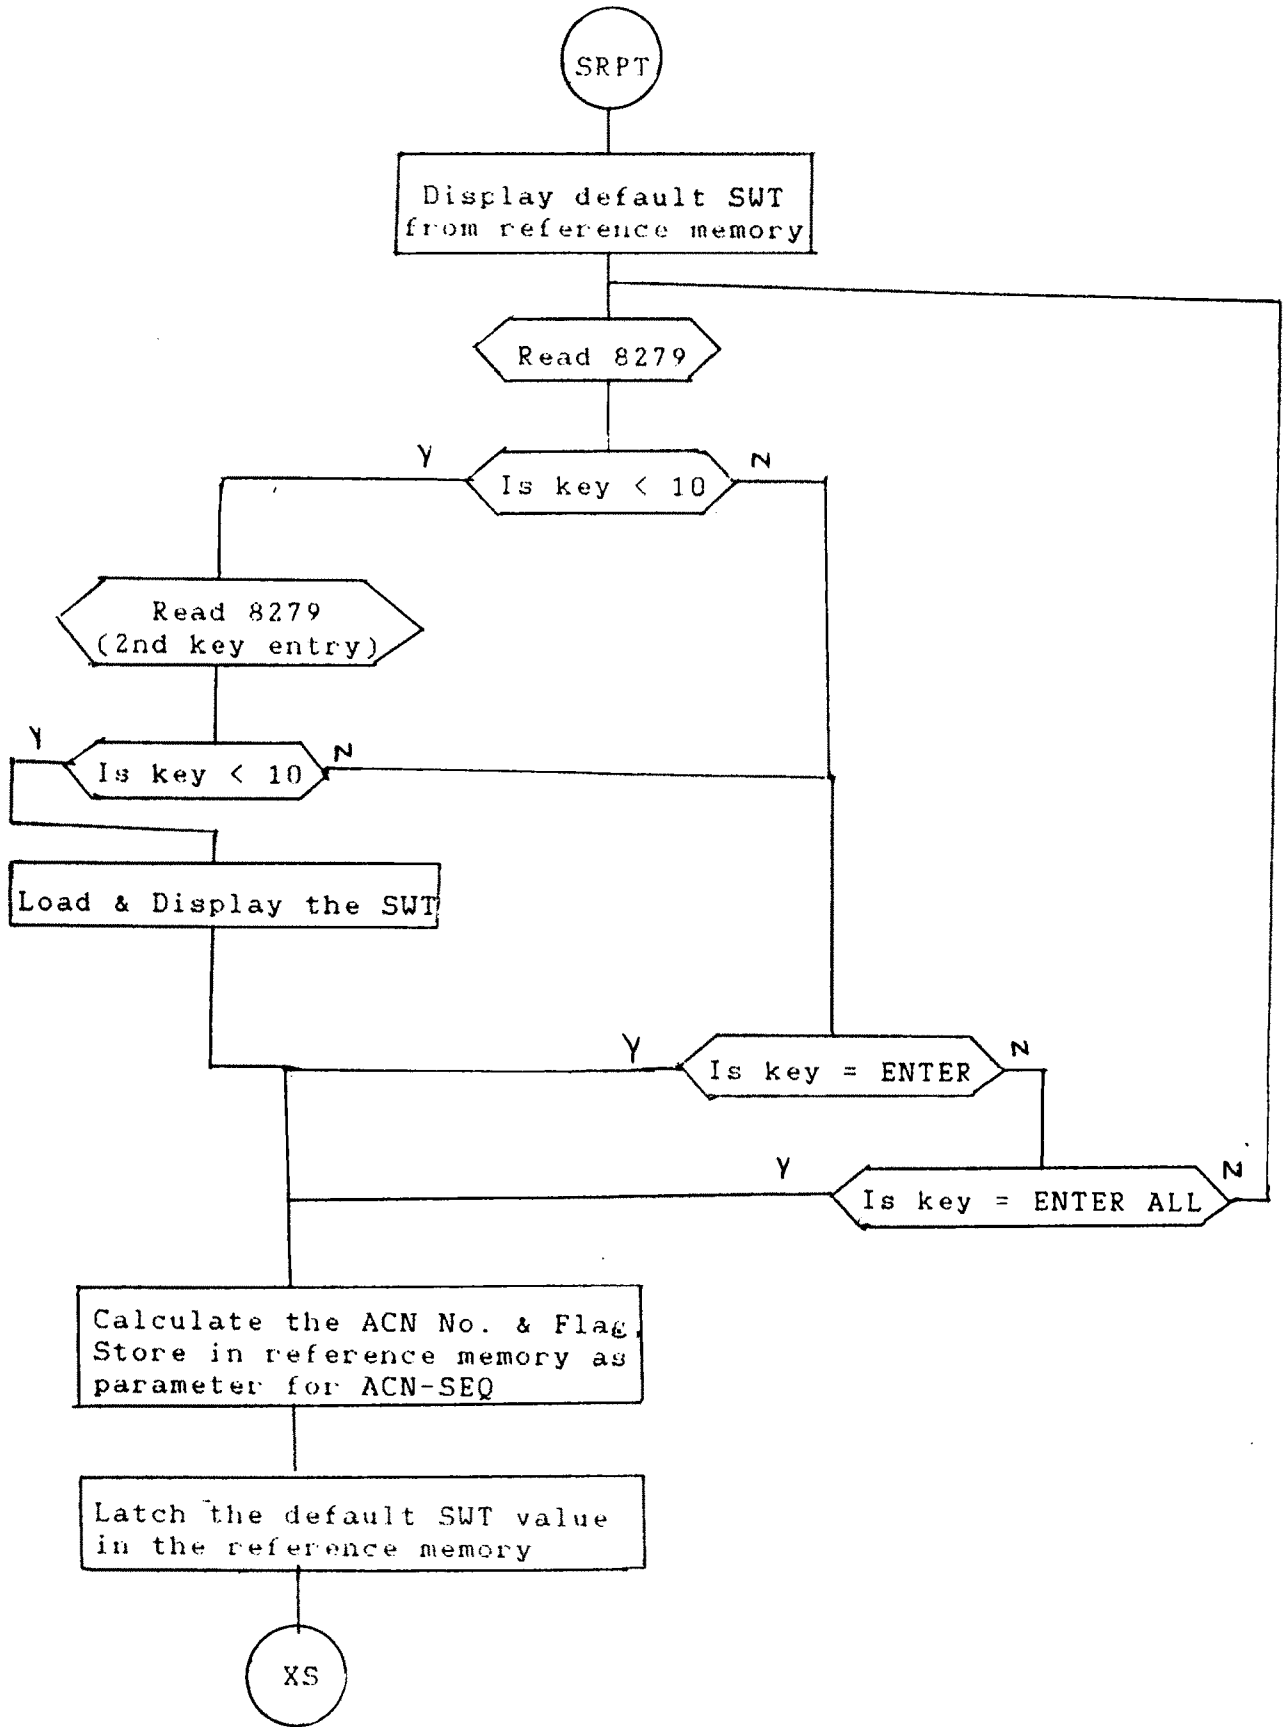 SRPT
Display default SWT
from reference memory
Read 8279
Y
Is key < 10
N
Read 8279
(2nd key entry)
Y
Is key < 10
N
Load & Display the SWT
Y
Is key = ENTER
N
Y
Is key = ENTER ALL
N
Calculate the ACN No. & Flag.
Store in reference memory as
parameter for ACN-SEQ
Latch the default SWT value
in the reference memory
XS